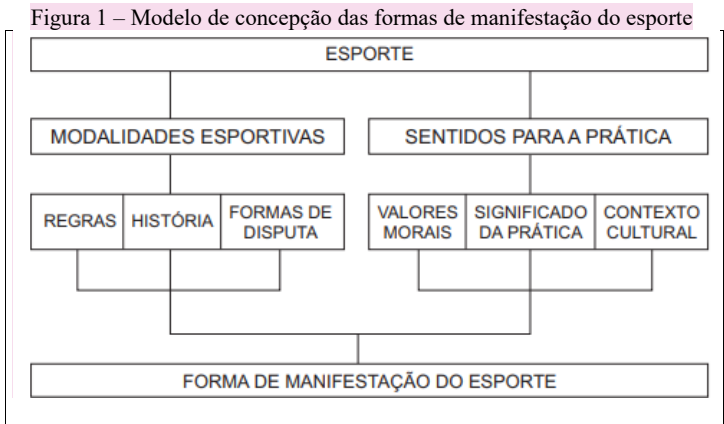 Figura 1 – Modelo de concepção das formas de manifestação do esporte
ESPORTE
MODALIDADES ESPORTIVAS
SENTIDOS PARA A PRÁTICA
REGRAS
HISTÓRIA
FORMAS DE
DISPUTA
VALORES
MORAIS
SIGNIFICADO
DA PRÁTICA
CONTEXTO
CULTURAL
FORMA DE MANIFESTAÇÃO DO ESPORTE